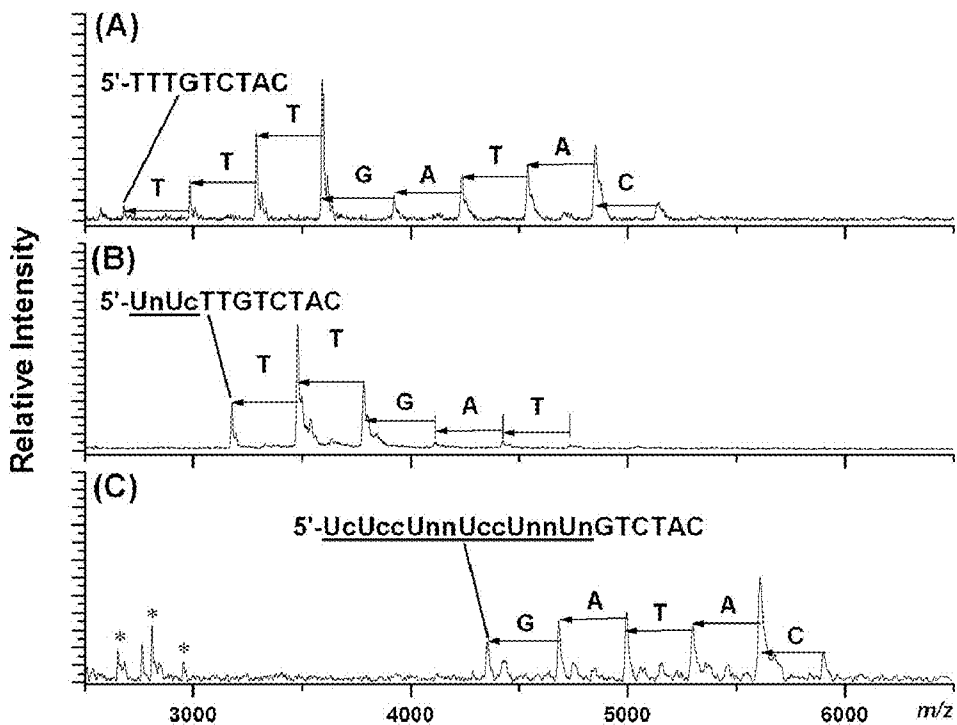 (A)
5'-TTTGTCTAC
T
T
T
G
A
T
A
C
(B)
5'-UnUcTTGTCTAC
T
T
G
A
T
(C)
5'-UcUccUnnUccUnnUnGTCTAC
*
*
*
G
A
T
A
C
Relative Intensity
3000 4000 5000 6000 m/z